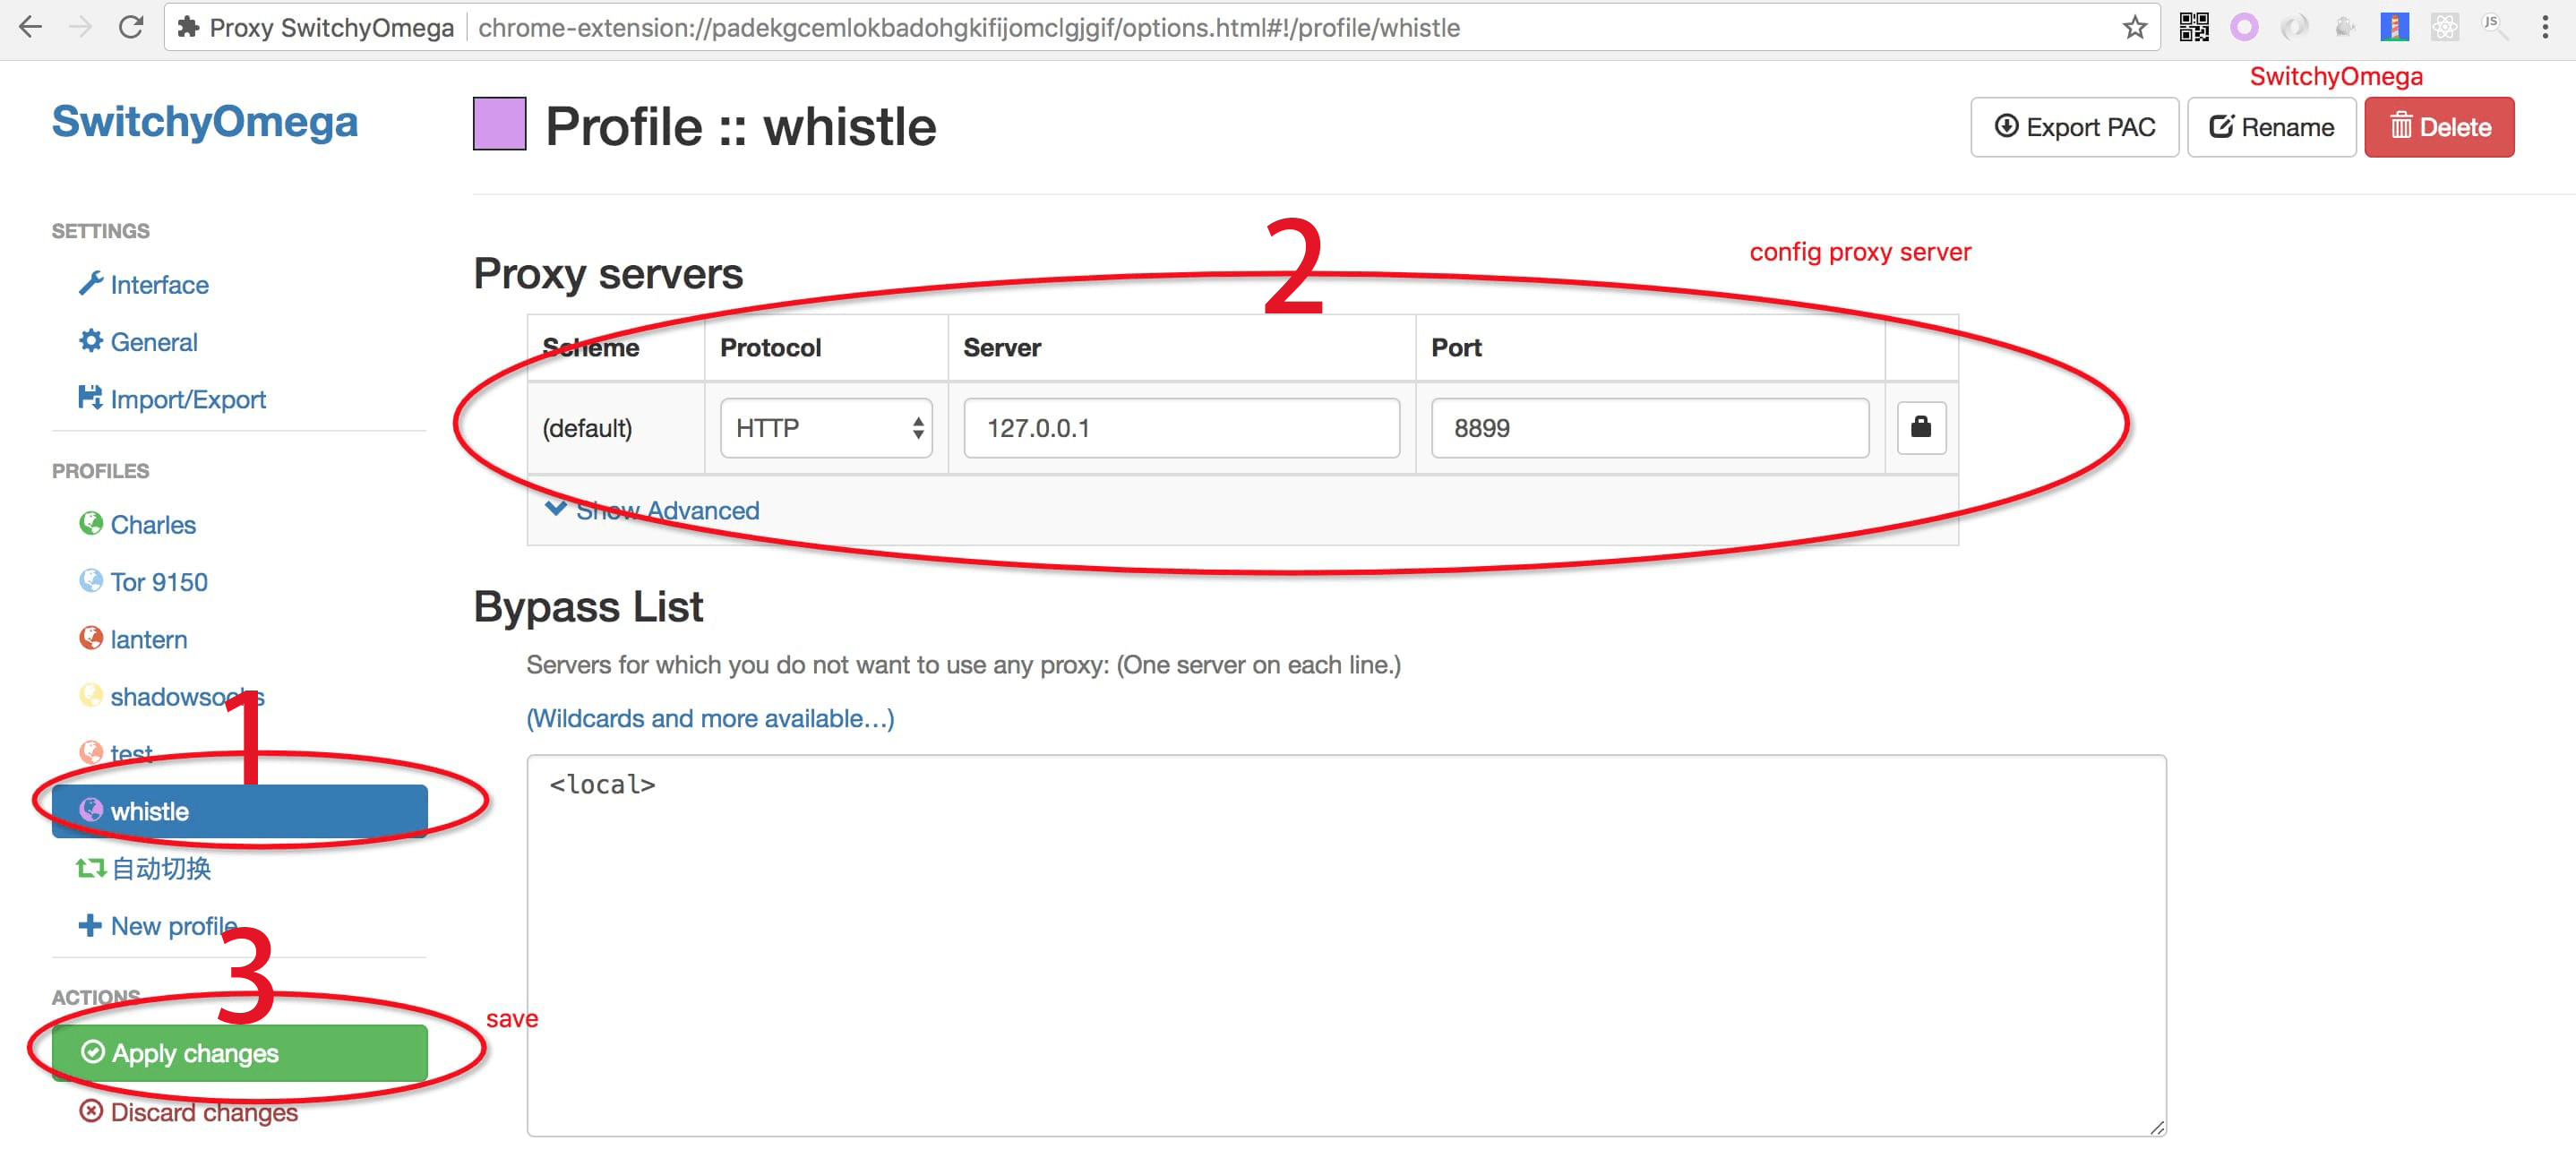 Proxy SwitchyOmega | chrome-extension://padekgcemlokbadohgkifijomclgjgif/options.html#!/profile/whistle
JS
SwitchyOmega
SwitchyOmega
Profile :: whistle
Export PAC
Rename
Delete
SETTINGS
Interface
General
Import/Export
PROFILES
Charles
Tor 9150
lantern
shadowsocks
test
1
whistle
自动切换
New profile
3
ACTIONS
Apply changes
save
Discard changes
2
config proxy server
Proxy servers
Scheme Protocol Server Port
(default) HTTP 127.0.0.1 8899
Show Advanced
Bypass List
Servers for which you do not want to use any proxy: (One server on each line.)
(Wildcards and more available…)
<local>